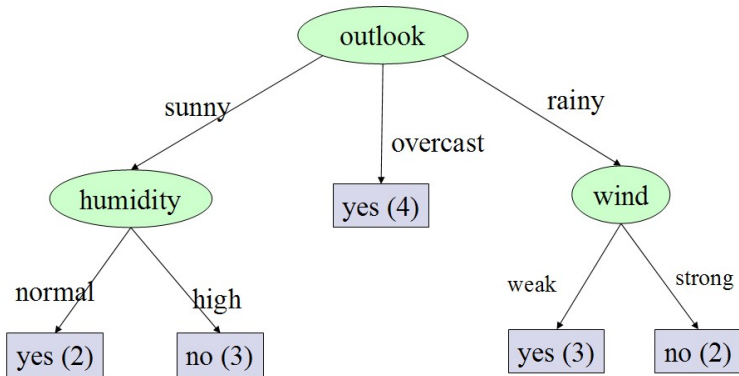 outlook
sunny
overcast
rainy
humidity
yes (4)
wind
normal
high
weak
strong
yes (2)
no (3)
yes (3)
no (2)